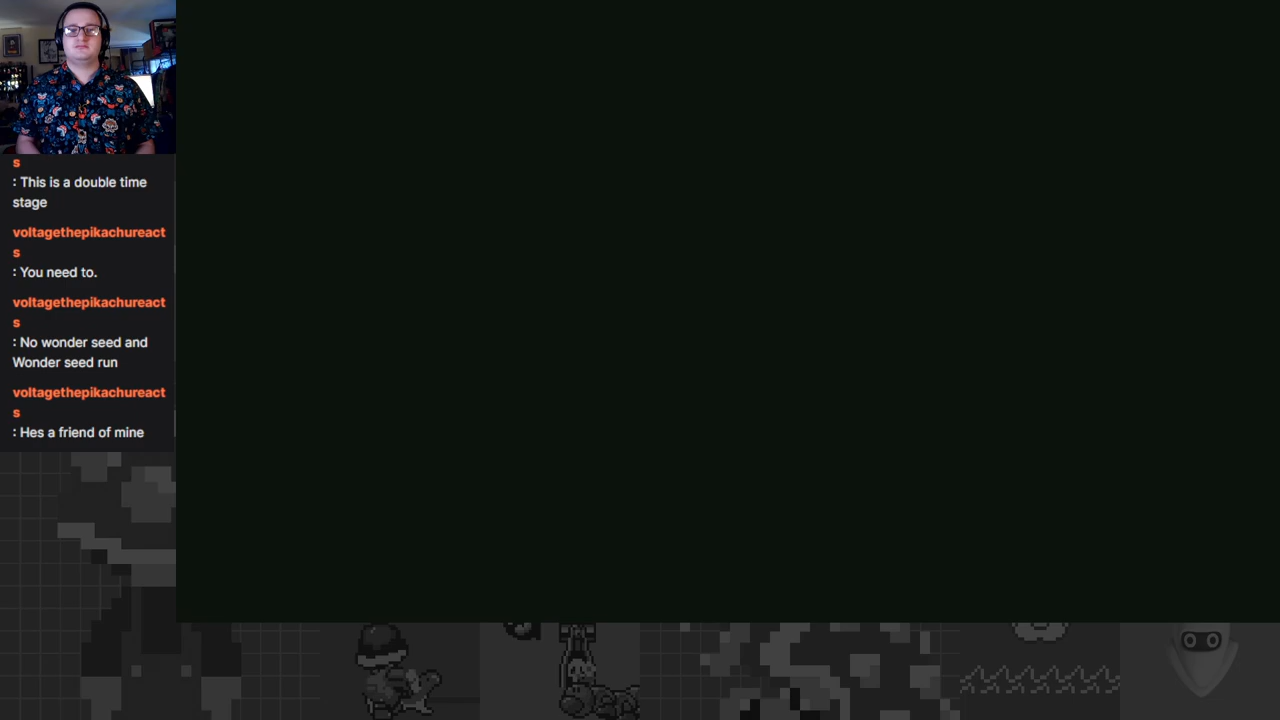 s
: This is a double time
stage
voltagethepikachureact
s
: You need to.
voltagethepikachureact
s
: No wonder seed and
Wonder seed run
voltagethepikachureact
s
: Hes a friend of mine